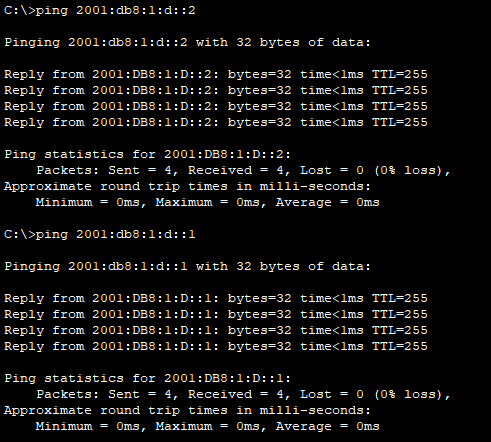 C:\>ping 2001:db8:1:d::2
Pinging 2001:db8:1:d::2 with 32 bytes of data:
Reply from 2001:DB8:1:D::2: bytes=32 time<1ms TTL=255
Reply from 2001:DB8:1:D::2: bytes=32 time<1ms TTL=255
Reply from 2001:DB8:1:D::2: bytes=32 time<1ms TTL=255
Reply from 2001:DB8:1:D::2: bytes=32 time<1ms TTL=255
Ping statistics for 2001:DB8:1:D::2:
Packets: Sent = 4, Received = 4, Lost = 0 (0% loss),
Approximate round trip times in milli-seconds:
Minimum = 0ms, Maximum = 0ms, Average = 0ms
C:\>ping 2001:db8:1:d::1
Pinging 2001:db8:1:d::1 with 32 bytes of data:
Reply from 2001:DB8:1:D::1: bytes=32 time<1ms TTL=255
Reply from 2001:DB8:1:D::1: bytes=32 time<1ms TTL=255
Reply from 2001:DB8:1:D::1: bytes=32 time<1ms TTL=255
Reply from 2001:DB8:1:D::1: bytes=32 time<1ms TTL=255
Ping statistics for 2001:DB8:1:D::1:
Packets: Sent = 4, Received = 4, Lost = 0 (0% loss),
Approximate round trip times in milli-seconds:
Minimum = 0ms, Maximum = 0ms, Average = 0ms